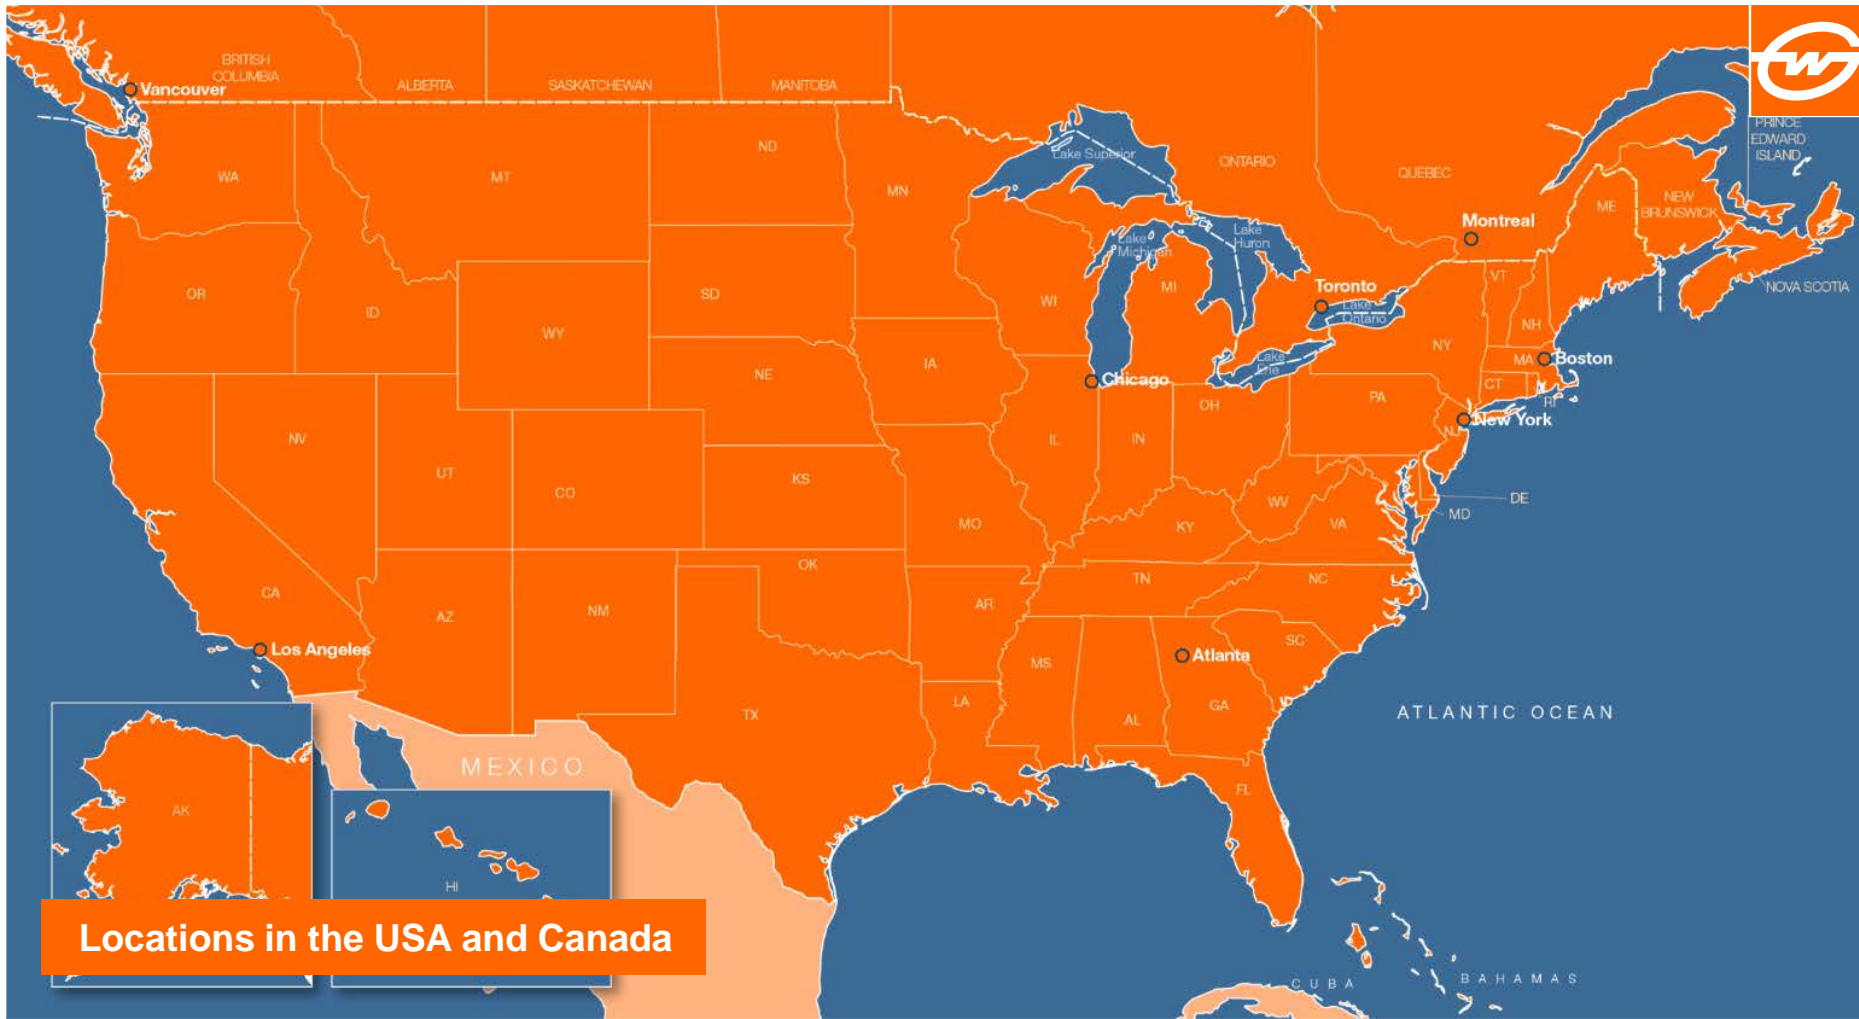 BRITISH
COLUMBIA
ALBERTA
SASKATCHEWAN
MANITOBA
Vancouver
PRINCE
EDWARD
ISLAND
ND
Lake Superior
ONTARIO
QUEBEC
WA
MT
MN
ME
NEW
BRUNSWICK
Montreal
Lake
Huron
Lake
Michigan
VT
NOVA SCOTIA
OR
ID
SD
WI
MI
Toronto
Lake
Ontario
NH
WY
NY
MA
Boston
IA
Lake
Erie
NE
Chicago
CT
PA
RI
OH
New York
NJ
NV
IL
IN
UT
CO
KS
WV
DE
MD
MO
KY
VA
OK
TN
NC
CA
AZ
NM
AR
SC
Los Angeles
MS
Atlanta
LA
GA
TX
AL
ATLANTIC OCEAN
MEXICO
FL
AK
HI
Locations in the USA and Canada
CUBA
BAHAMAS
W